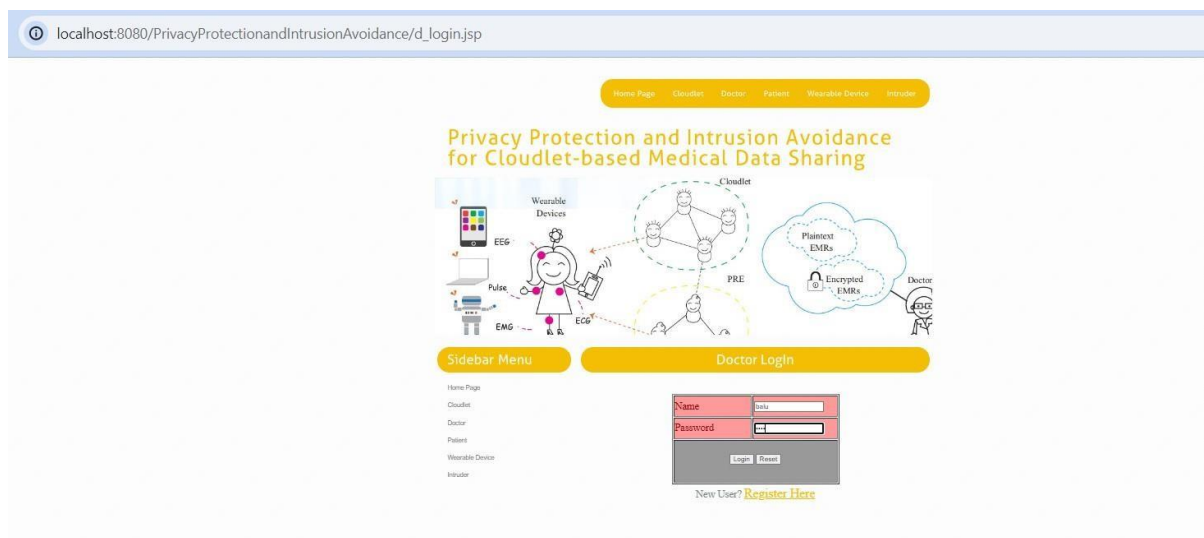 localhost:8080/PrivacyProtectionandIntrusionAvoidance/d_login.jsp
Home Page Cloudlet Doctor Patient Wearable Device Intruder
Privacy Protection and Intrusion Avoidance
for Cloudlet-based Medical Data Sharing
Cloudlet
Wearable
Devices
EEG
Plaintext
EMRs
PRE
Encrypted
EMRs
Doctor
Pulse
EMG
ECG
Sidebar Menu
Doctor LogIn
Home Page
Cloudlet
Doctor
Patient
Wearable Device
Intruder
Name
Password
Login Reset
New User? Register Here